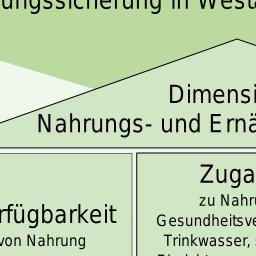 ungssicherung in West
Dimensi
Nahrungs- und Ernä
rfügbarkeit
von Nahrung
Zuga
zu Nahru
Gesundheitsve
Trinkwasser, s